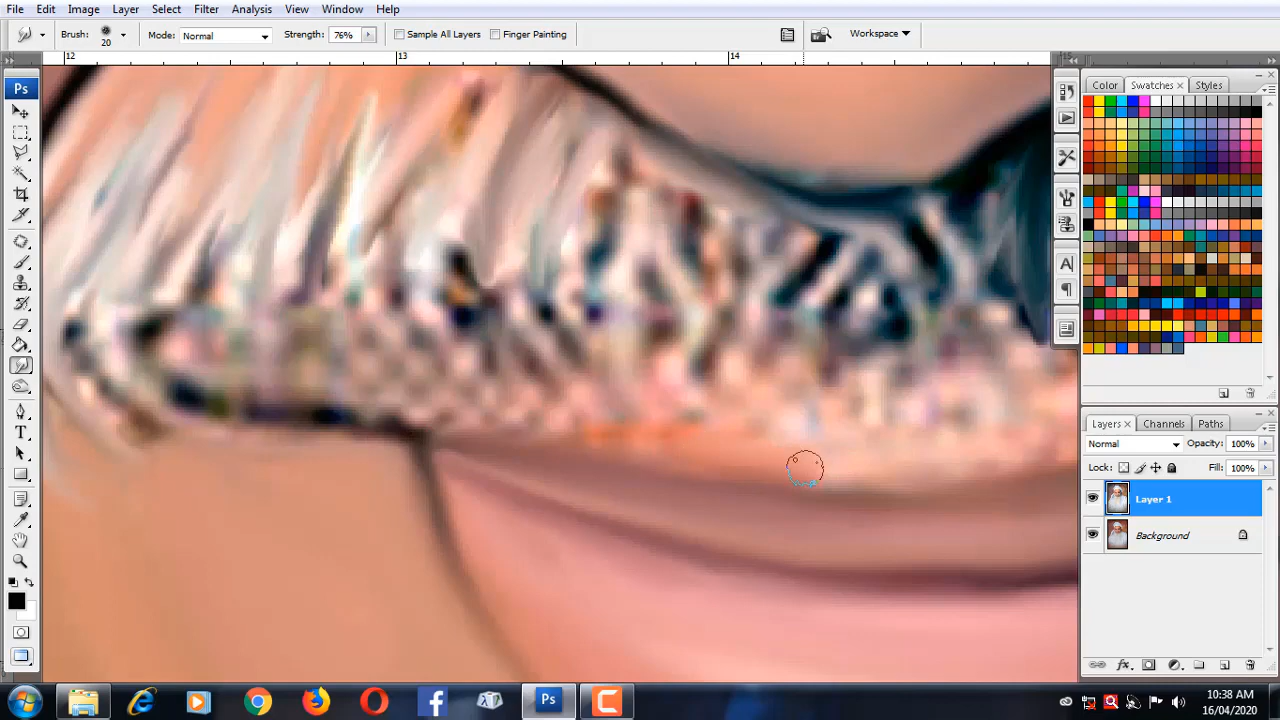 File Edit Image Layer Select Filter Analysis View Window Help
Brush: 20 Mode: Normal Strength: 76% Sample All Layers Finger Painting Workspace
12 13 14 15
Ps
Color Swatches Styles
T
A
Layers Channels Paths
Normal Opacity: 100%
Lock: Fill: 100%
Layer 1
Background
f Ps C
10:38 AM
16/04/2020